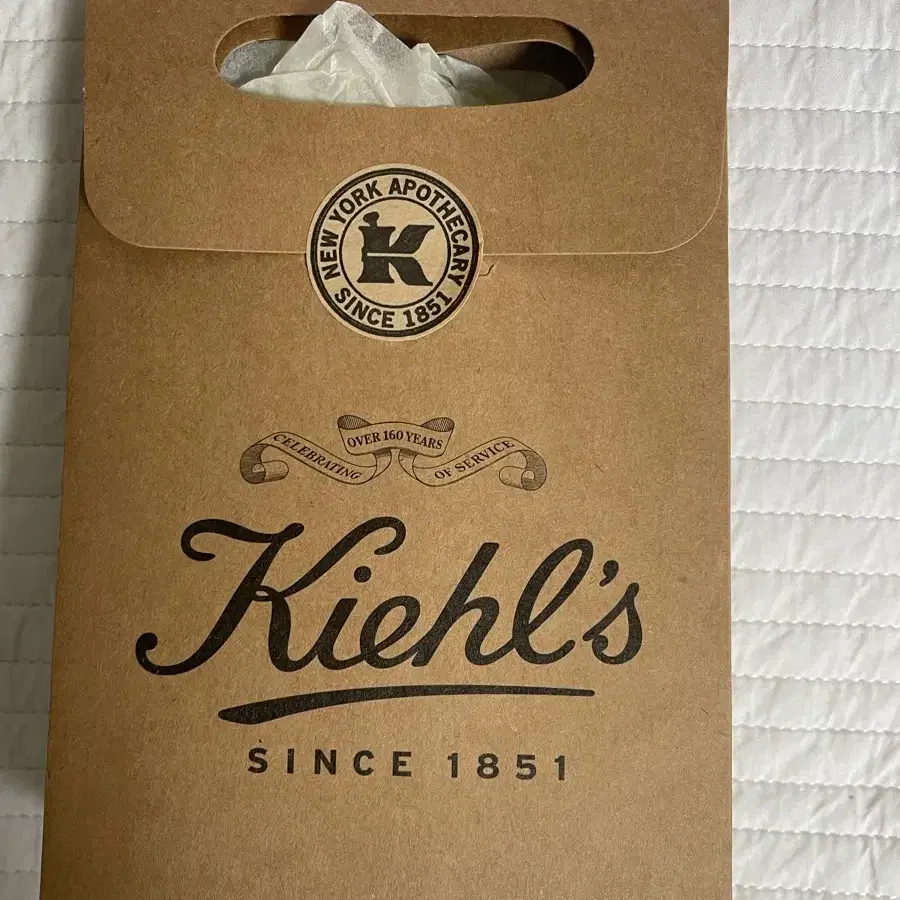 NEW YORK APOTHECARY
K
SINCE 1851
CELEBRATING OVER 160 YEARS OF SERVICE
Kiehl's
SINCE 1851